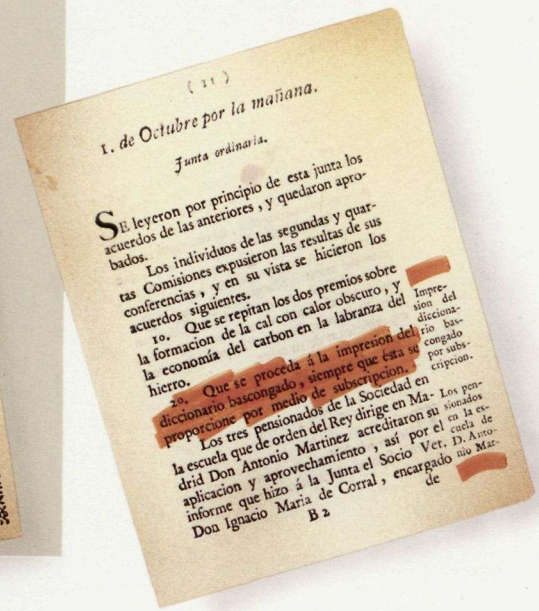 ( 11 )
1. de Octubre por la mañana.
Junta ordinaria.
SE leyeron por principio de esta junta los
acuerdos de las anteriores, y quedaron apro-
bados.
Los individuos de las segundas y quar-
tas Comisiones expusieron las resultas de sus
conferencias, y en su vista se hicieron los
acuerdos siguientes.
10. Que se repitan los dos premios sobre
la formacion de la cal con calor obscuro, y
la economía del carbon en la labranza del
hierro.
20. Que se proceda á la impresion del
diccionario bascongado, siempre que ésta se
proporcione por medio de subscripcion.
Los tres pensionados de la Sociedad en
la escuela que de orden del Rey dirige en Ma-
drid Don Antonio Martinez acreditaron su
aplicacion y aprovechamiento, así por el
informe que hizo á la Junta el Socio Vet.
Don Ignacio Maria de Corral, encargado
de
B 2
Impre-
sion del
dicciona-
rio bas-
congado
por subs-
cripcion.
Los pen-
sionados
en la es-
cuela de
D. Anto-
nio Mar-